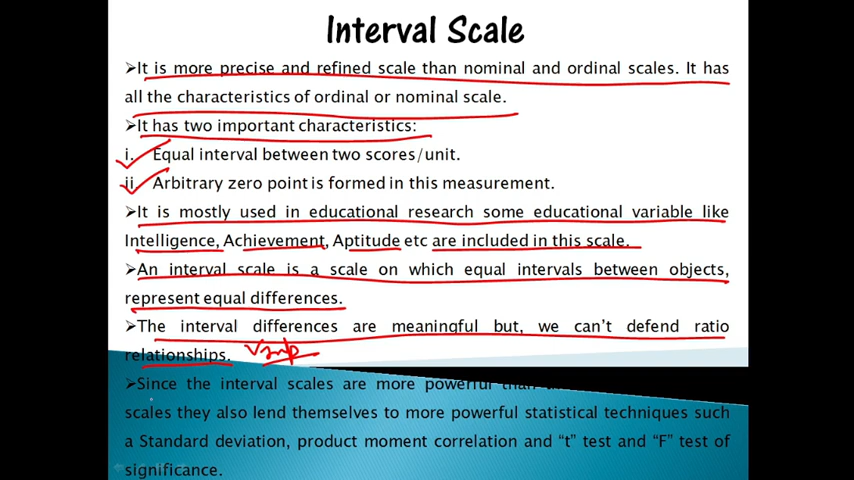 Interval Scale
➢It is more precise and refined scale than nominal and ordinal scales. It has
all the characteristics of ordinal or nominal scale.
➢It has two important characteristics:
i. Equal interval between two scores/unit.
ii. Arbitrary zero point is formed in this measurement.
➢It is mostly used in educational research some educational variable like
Intelligence, Achievement, Aptitude etc are included in this scale.
➢An interval scale is a scale on which equal intervals between objects,
represent equal differences.
➢The interval differences are meaningful but, we can't defend ratio
relationships.
➢Since the interval scales are more powerful than
scales they also lend themselves to more powerful statistical techniques such
a Standard deviation, product moment correlation and "t" test and "F" test of
significance.